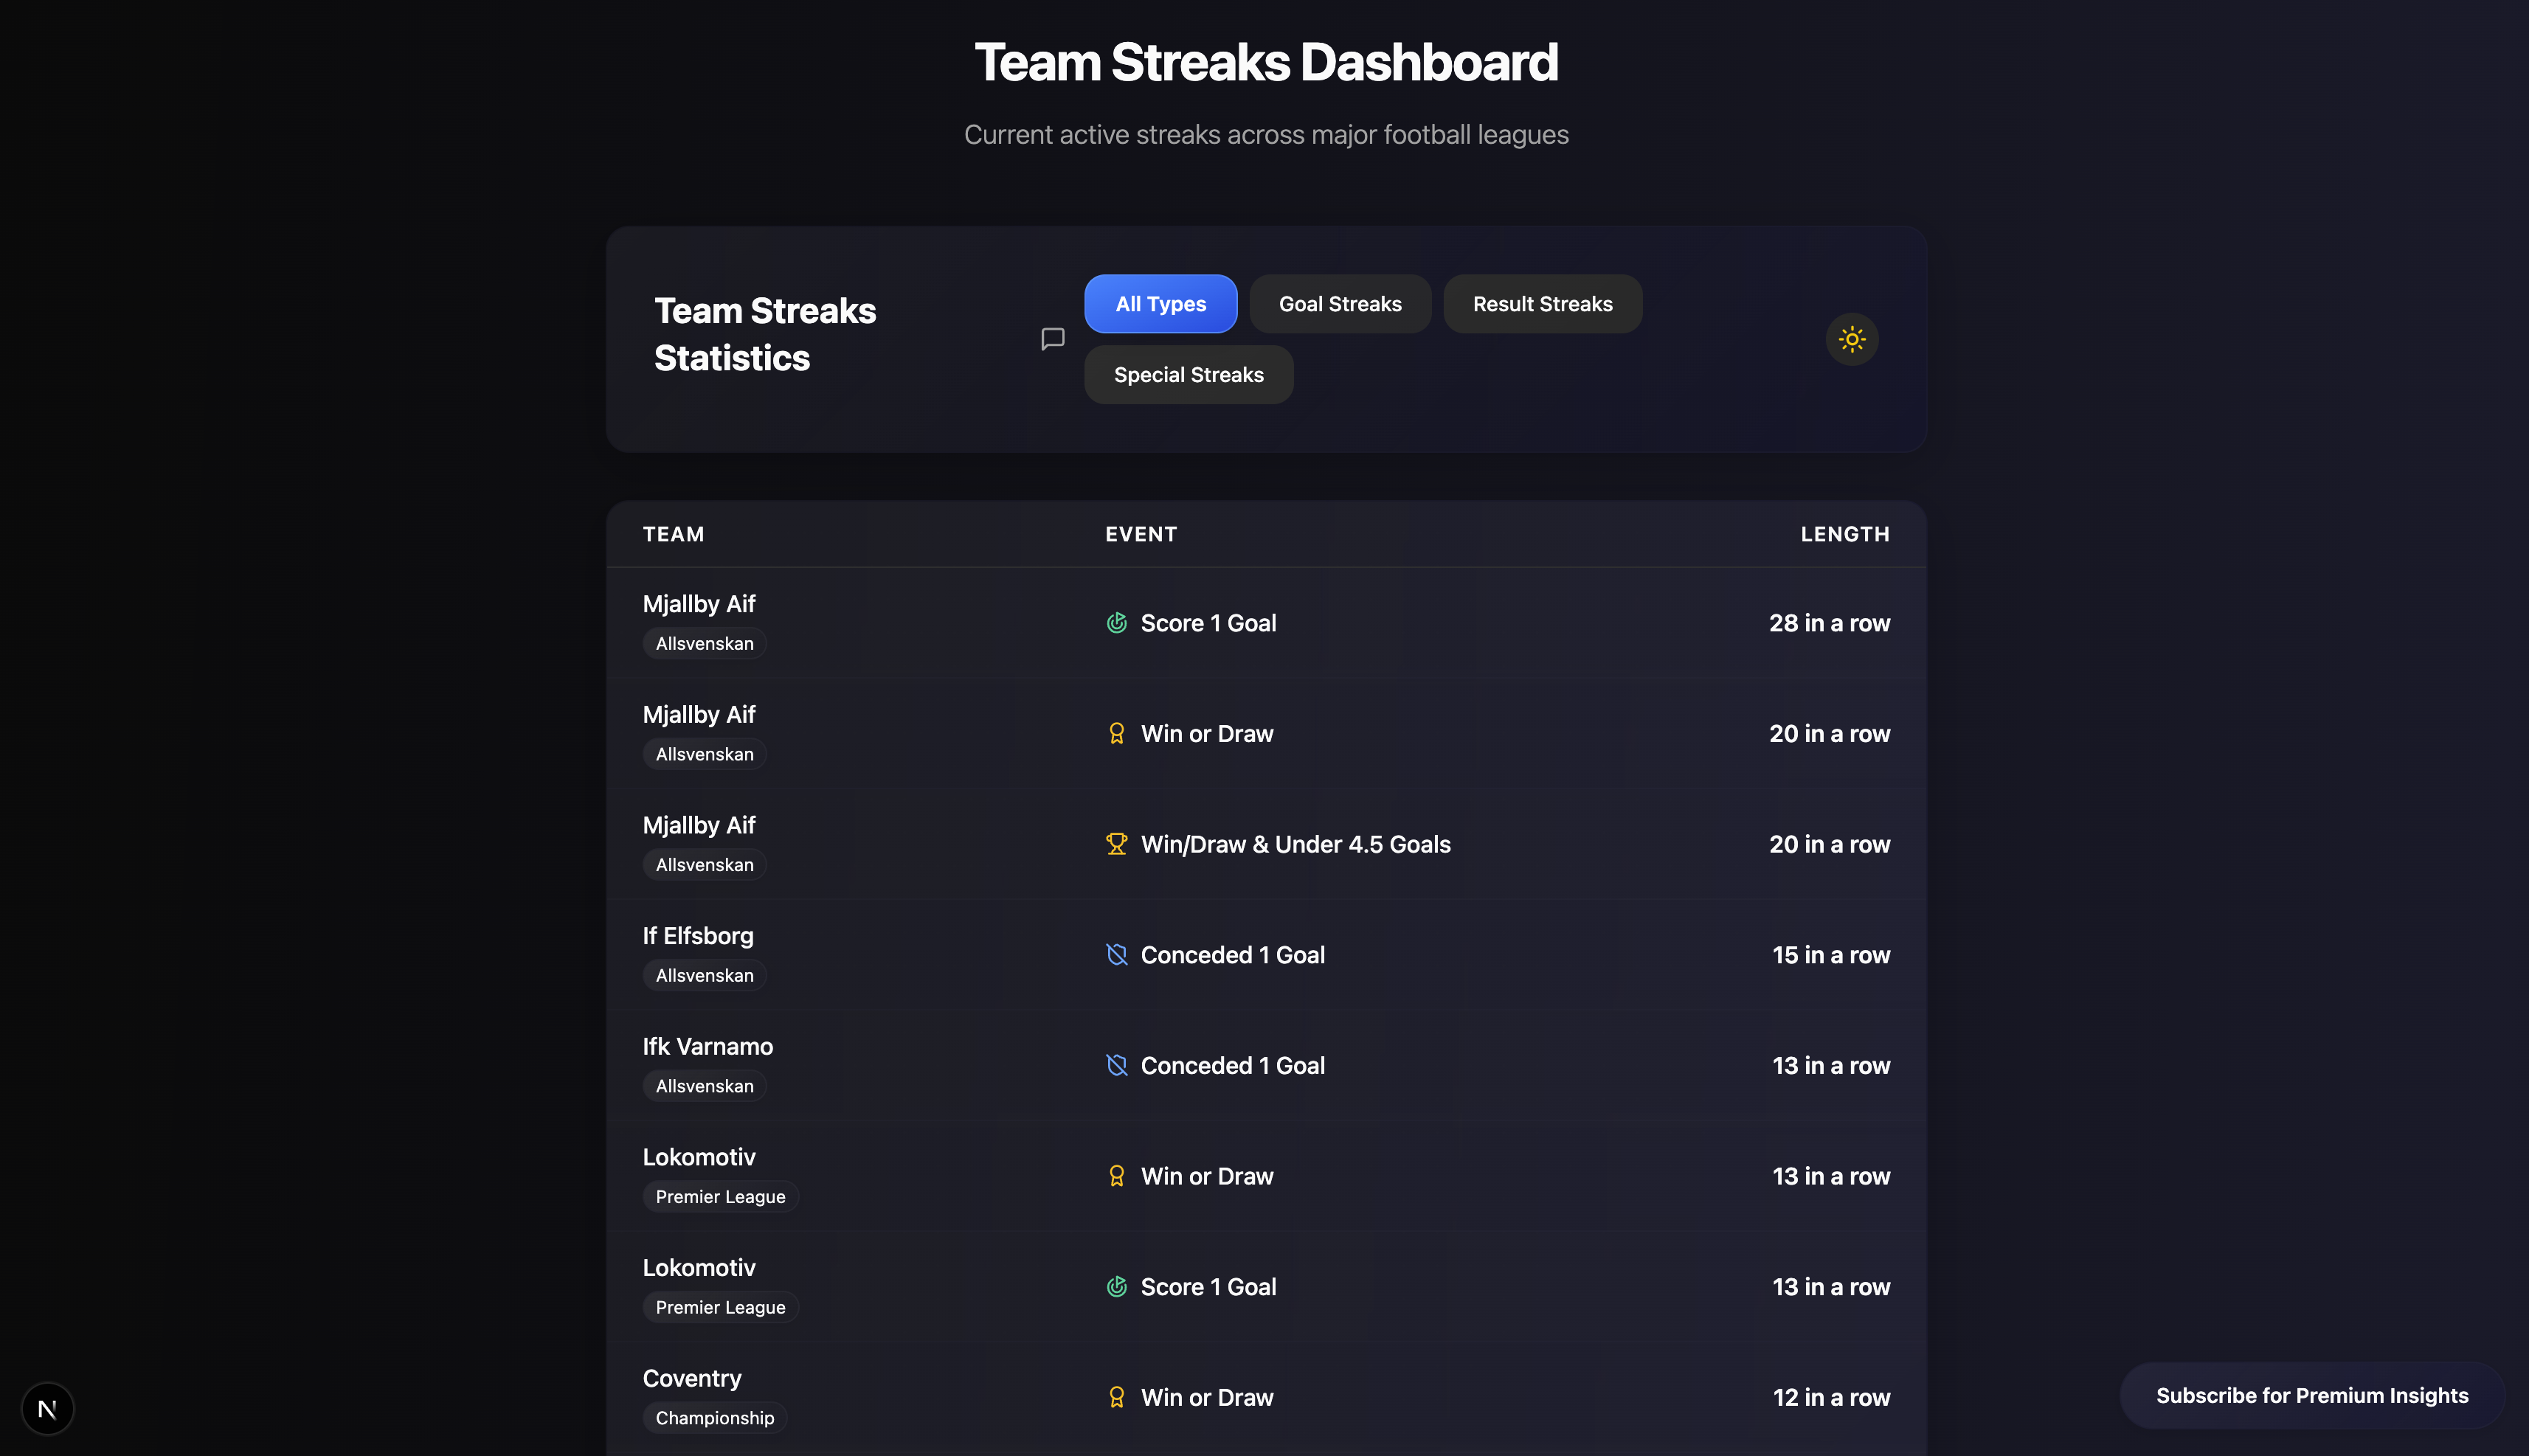 Team Streaks Dashboard
Current active streaks across major football leagues
Team Streaks
Statistics
All Types
Goal Streaks
Result Streaks
Special Streaks
TEAM
EVENT
LENGTH
Mjallby Aif
Allsvenskan
Score 1 Goal
28 in a row
Mjallby Aif
Allsvenskan
Win or Draw
20 in a row
Mjallby Aif
Allsvenskan
Win/Draw & Under 4.5 Goals
20 in a row
If Elfsborg
Allsvenskan
Conceded 1 Goal
15 in a row
Ifk Varnamo
Allsvenskan
Conceded 1 Goal
13 in a row
Lokomotiv
Premier League
Win or Draw
13 in a row
Lokomotiv
Premier League
Score 1 Goal
13 in a row
Coventry
Championship
Win or Draw
12 in a row
N
Subscribe for Premium Insights